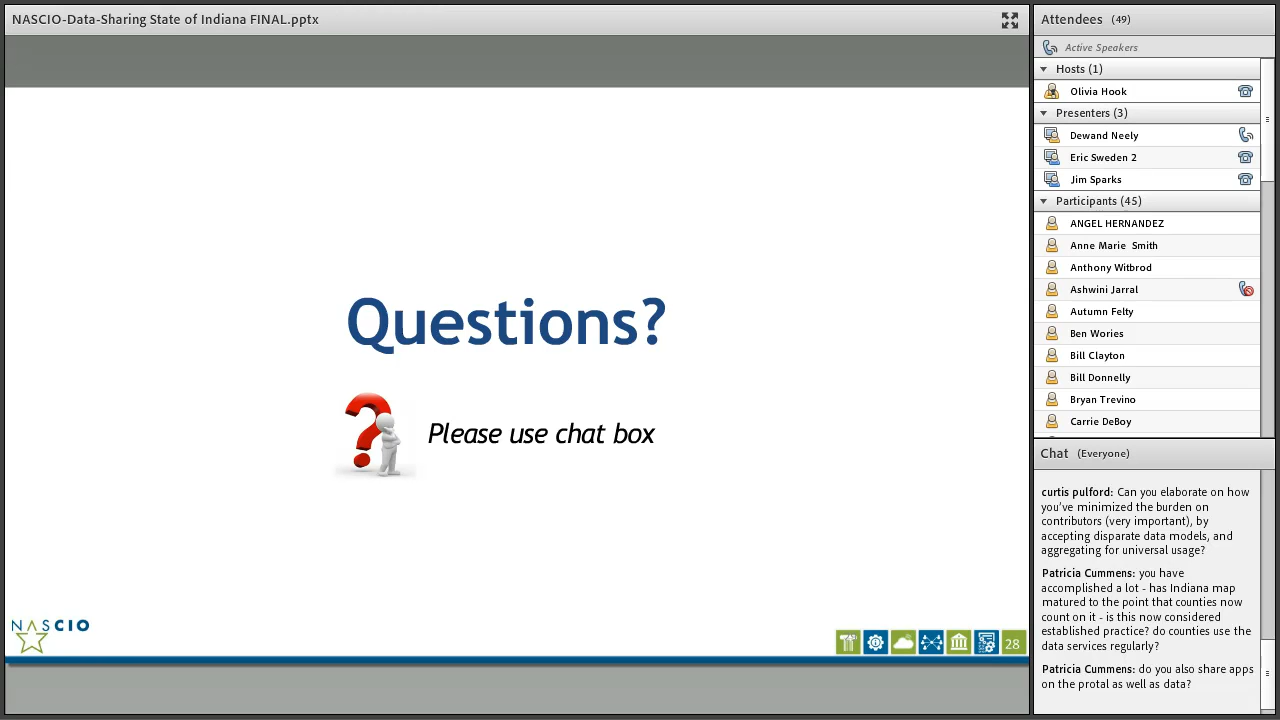 NASCIO-Data-Sharing State of Indiana FINAL.pptx
Questions?
Please use chat box
NASCIO
28
Attendees (49)
Active Speakers
Hosts (1)
Olivia Hook
Presenters (3)
Dewand Neely
Eric Sweden 2
Jim Sparks
Participants (45)
ANGEL HERNANDEZ
Anne Marie Smith
Anthony Witbrod
Ashwini Jarral
Autumn Felty
Ben Wories
Bill Clayton
Bill Donnelly
Bryan Trevino
Carrie DeBoy
Chat (Everyone)
curtis pulford: Can you elaborate on how
you've minimized the burden on
contributors (very important), by
accepting disparate data models, and
aggregating for universal usage?
Patricia Cummens: you have
accomplished a lot - has Indiana map
matured to the point that counties now
count on it - is this now considered
established practice? do counties use the
data services regularly?
Patricia Cummens: do you also share apps
on the protal as well as data?